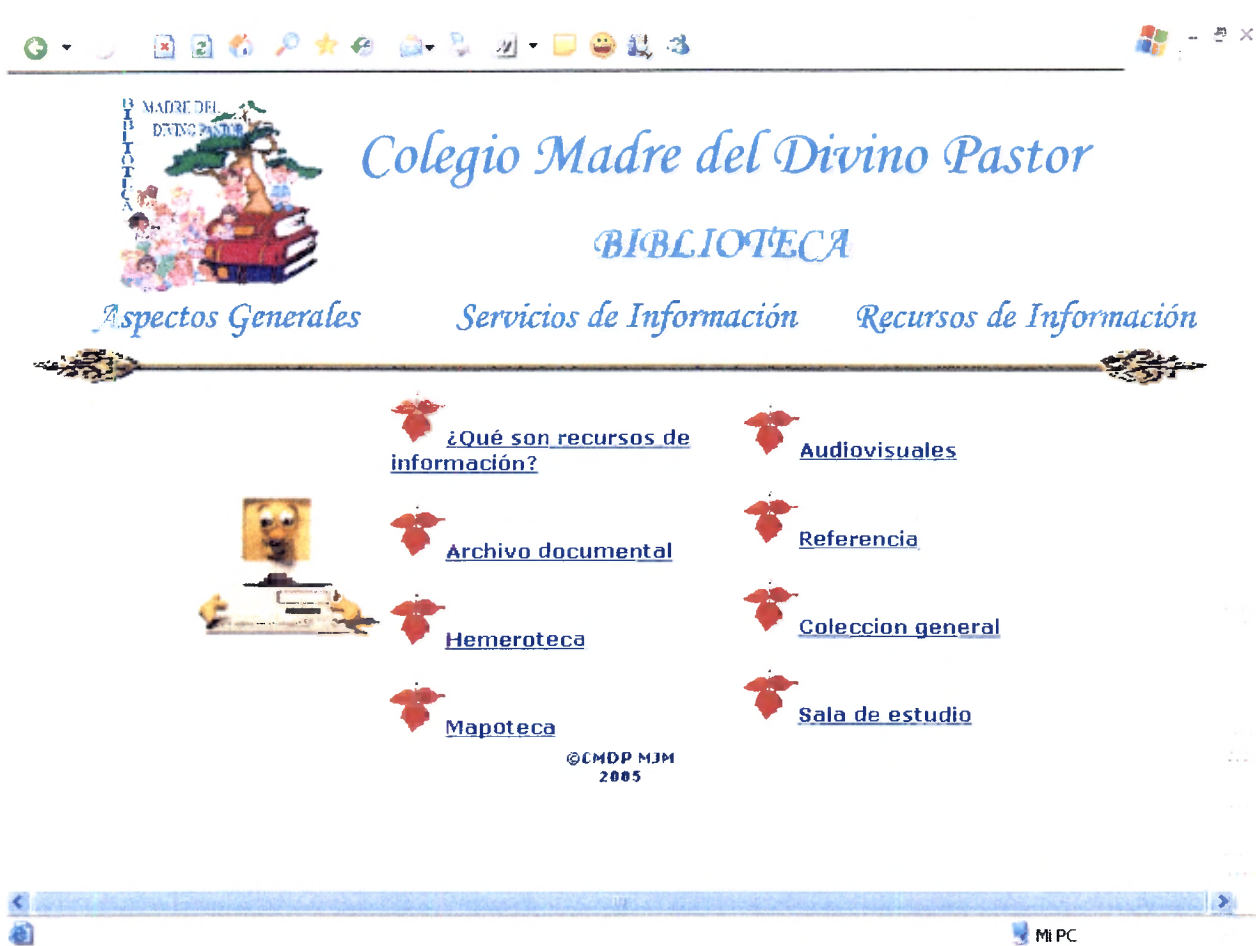 BIBLIOTECA
MADRE DEL
DIVINO PASTOR
Colegio Madre del Divino Pastor
BIBLIOTECA
Aspectos Generales Servicios de Información Recursos de Información
¿Qué son recursos de
información?
Audiovisuales
Archivo documental
Referencia
Hemeroteca
Coleccion general
Mapoteca
Sala de estudio
©CMDP MJM
2005
Mi PC